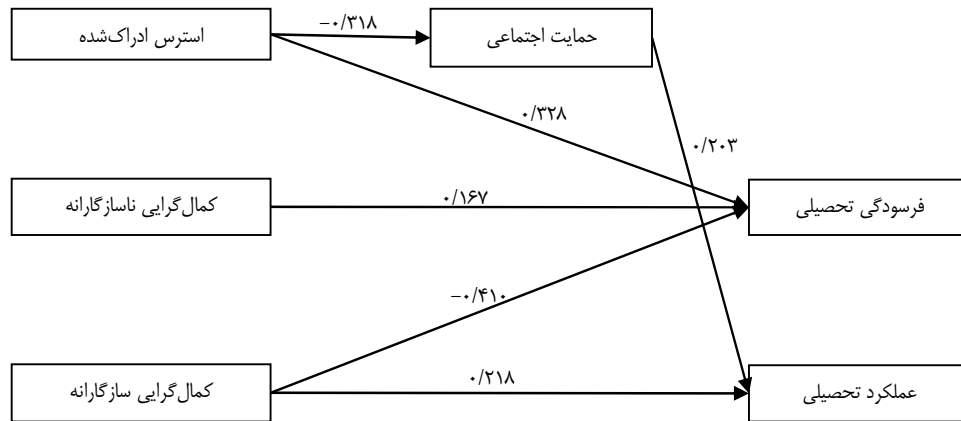 -۰/۳۱۸
استرس ادراک‌شده
حمایت اجتماعی
۰/۳۲۸
۰/۲۰۳
کمال‌گرایی ناسازگارانه
۰/۱۶۷
فرسودگی تحصیلی
-۰/۴۱۰
کمال‌گرایی سازگارانه
۰/۲۱۸
عملکرد تحصیلی